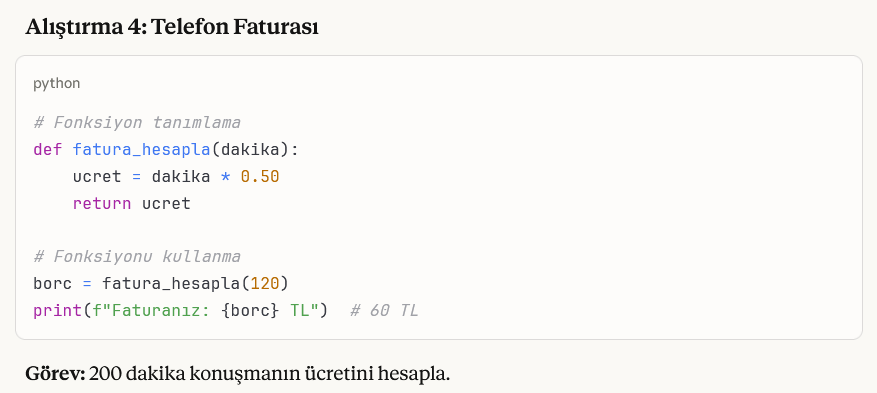 Alıştırma 4: Telefon Faturası
python
# Fonksiyon tanımlama
def fatura_hesapla(dakika):
    ucret = dakika * 0.50
    return ucret
# Fonksiyonu kullanma
borc = fatura_hesapla(120)
print(f"Faturanız: {borc} TL")  # 60 TL
Görev: 200 dakika konuşmanın ücretini hesapla.